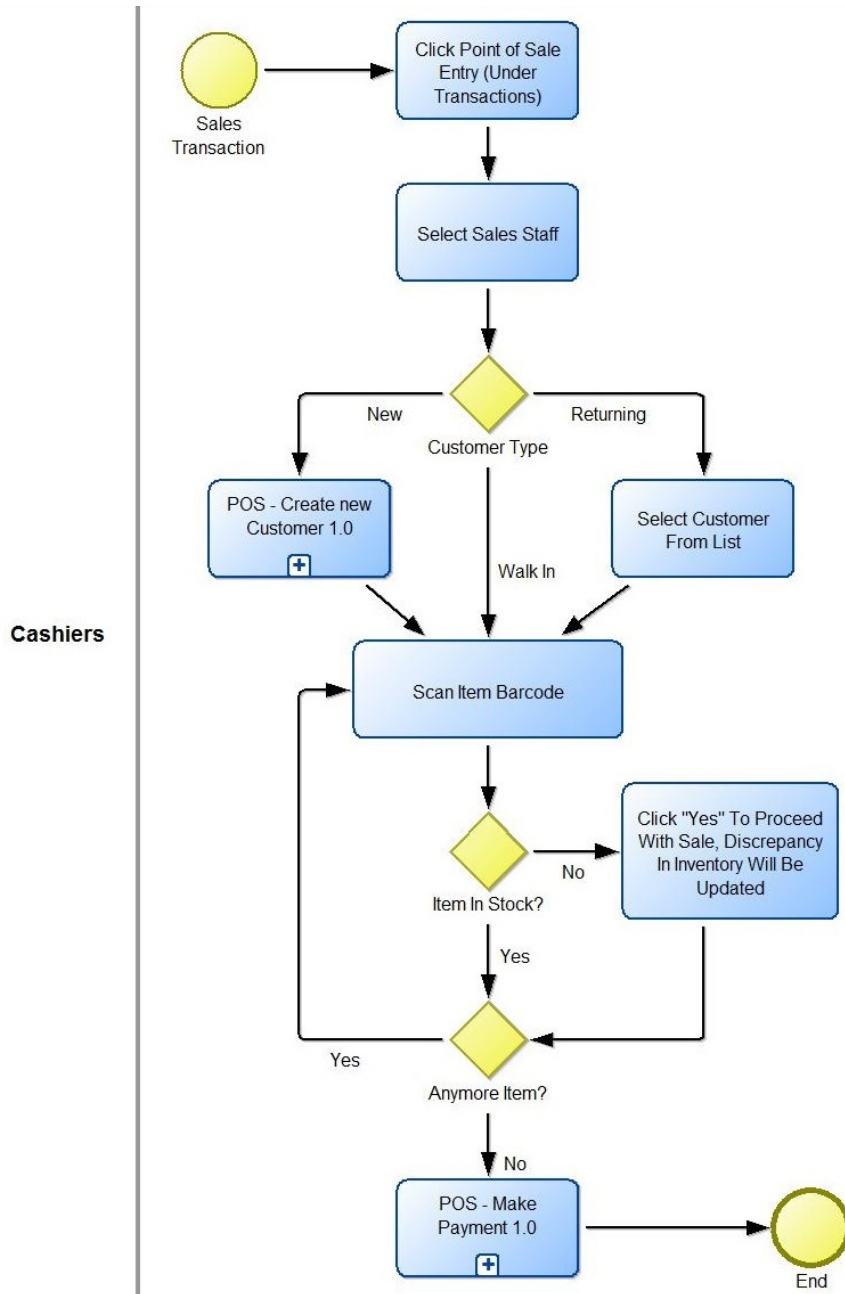 Click Point of Sale
Entry (Under
Transactions)
Sales
Transaction
Select Sales Staff
New
Returning
Customer Type
POS - Create new
Customer 1.0
Select Customer
From List
Walk In
Cashiers
Scan Item Barcode
Click "Yes" To Proceed
With Sale, Discrepancy
In Inventory Will Be
Updated
No
Item In Stock?
Yes
Yes
Anymore Item?
No
POS - Make
Payment 1.0
End